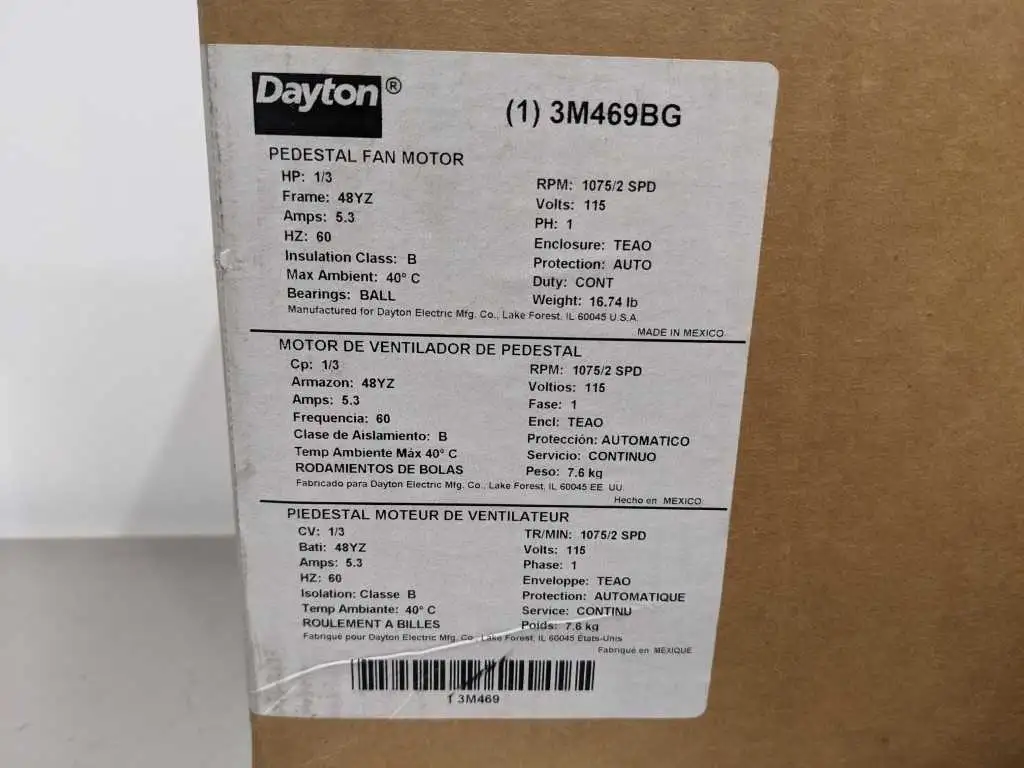 Dayton®
(1) 3M469BG
PEDESTAL FAN MOTOR
HP: 1/3
Frame: 48YZ
Amps: 5.3
HZ: 60
Insulation Class: B
Max Ambient: 40° C
Bearings: BALL
RPM: 1075/2 SPD
Volts: 115
PH: 1
Enclosure: TEAO
Protection: AUTO
Duty: CONT
Weight: 16.74 lb
Manufactured for Dayton Electric Mfg. Co., Lake Forest, IL 60045 U.S.A.
MADE IN MEXICO
MOTOR DE VENTILADOR DE PEDESTAL
Cp: 1/3
Armazon: 48YZ
Amps: 5.3
Frequencia: 60
Clase de Aislamiento: B
Temp Ambiente Máx 40° C
RODAMIENTOS DE BOLAS
RPM: 1075/2 SPD
Voltios: 115
Fase: 1
Encl: TEAO
Protección: AUTOMATICO
Servicio: CONTINUO
Peso: 7.6 kg
Fabricado para Dayton Electric Mfg. Co., Lake Forest, IL 60045 EE. UU.
Hecho en MEXICO
PIEDESTAL MOTEUR DE VENTILATEUR
CV: 1/3
Bati: 48YZ
Amps: 5.3
HZ: 60
Isolation: Classe B
Temp Ambiante: 40° C
ROULEMENT A BILLES
TR/MIN: 1075/2 SPD
Volts: 115
Phase: 1
Enveloppe: TEAO
Protection: AUTOMATIQUE
Service: CONTINU
Poids: 7.6 kg
Fabriqué pour Dayton Electric Mfg. Co., Lake Forest, IL 60045 États-Unis
Fabriqué en MEXIQUE
1 3M469